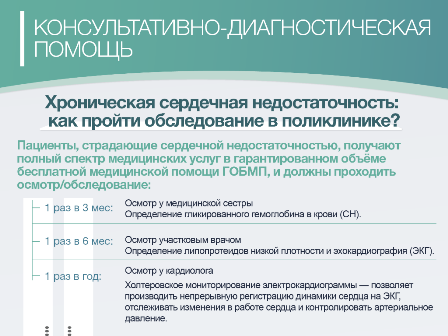 КОНСУЛЬТАТИВНО-ДИАГНОСТИЧЕСКАЯ
ПОМОЩЬ
Хроническая сердечная недостаточность:
как пройти обследование в поликлинике?
Пациенты, страдающие сердечной недостаточностью, получают
полный спектр медицинских услуг в гарантированном объёме
бесплатной медицинской помощи ГОБМП, и должны проходить
осмотр/обследование:
1 раз в 3 мес:
Осмотр у медицинской сестры
Определение гликированного гемоглобина в крови (СН).
1 раз в 6 мес:
Осмотр участковым врачом
Определение липопротеидов низкой плотности и эхокардиография (ЭКГ).
1 раз в год:
Осмотр у кардиолога
Холтеровское мониторирование электрокардиограммы — позволяет
производить непрерывную регистрацию динамики сердца на ЭКГ,
отслеживать изменения в работе сердца и контролировать артериальное
давление.